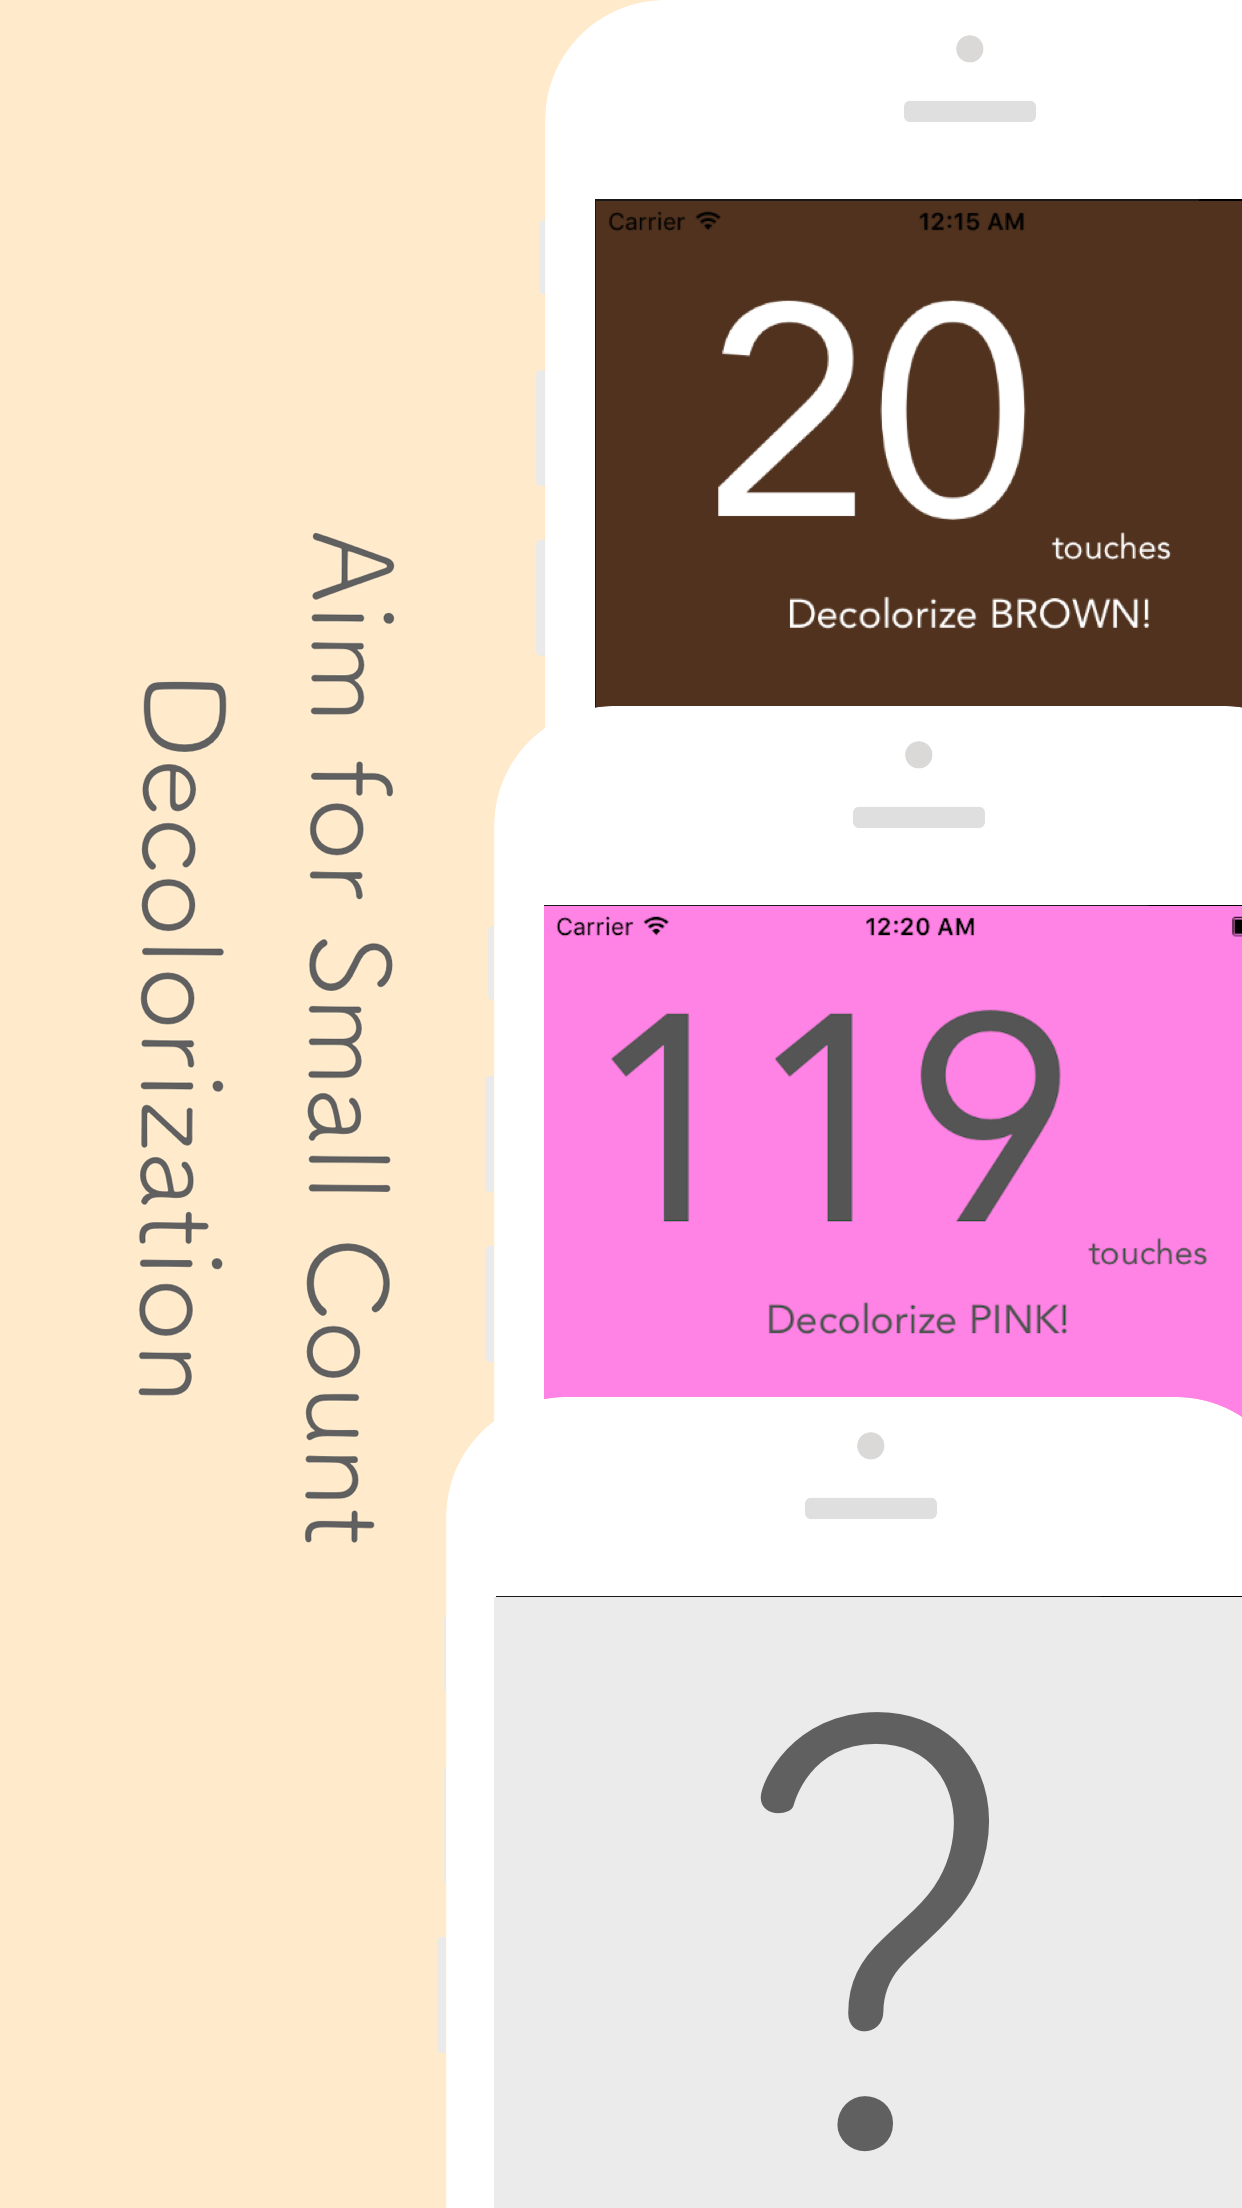 Aim for Small Count
Decolorization
Carrier 12:15 AM
20
touches
Decolorize BROWN!
Carrier 12:20 AM
119
touches
Decolorize PINK!
?